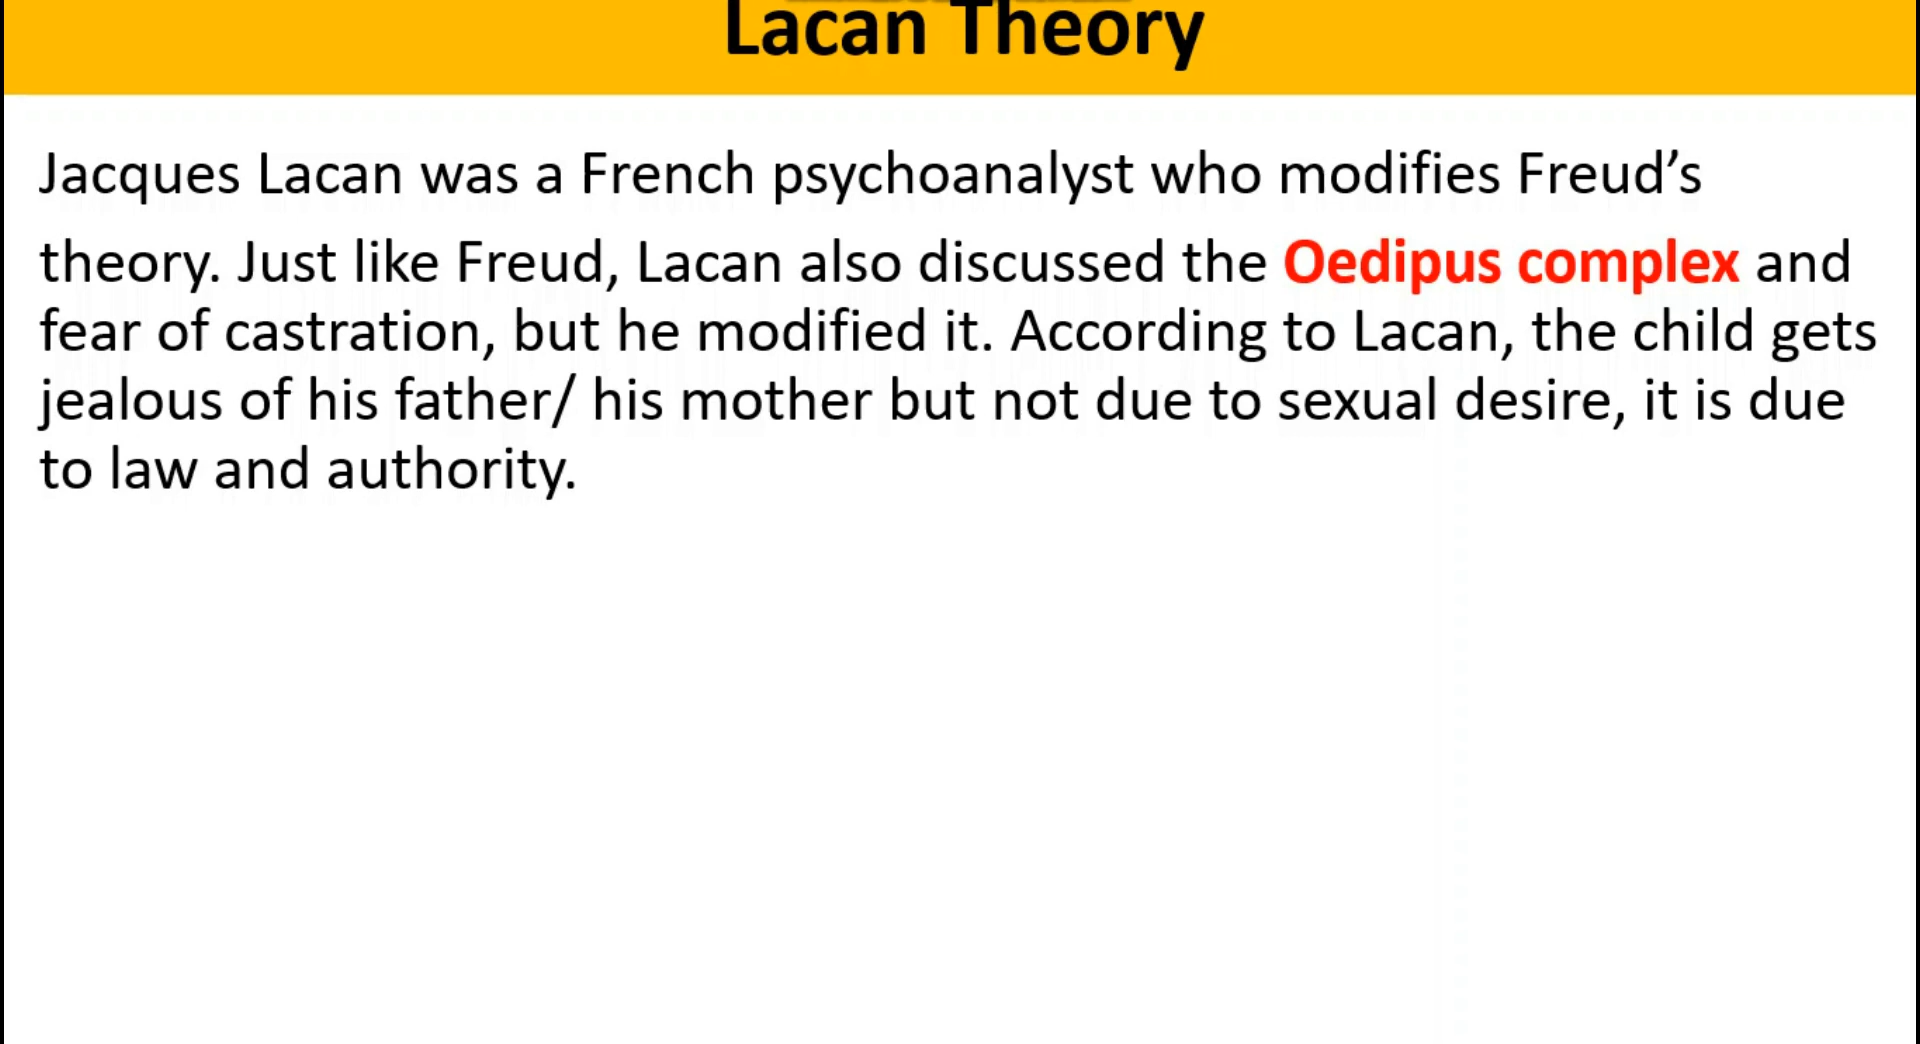 Lacan Theory
Jacques Lacan was a French psychoanalyst who modifies Freud’s
theory. Just like Freud, Lacan also discussed the Oedipus complex and
fear of castration, but he modified it. According to Lacan, the child gets
jealous of his father/ his mother but not due to sexual desire, it is due
to law and authority.